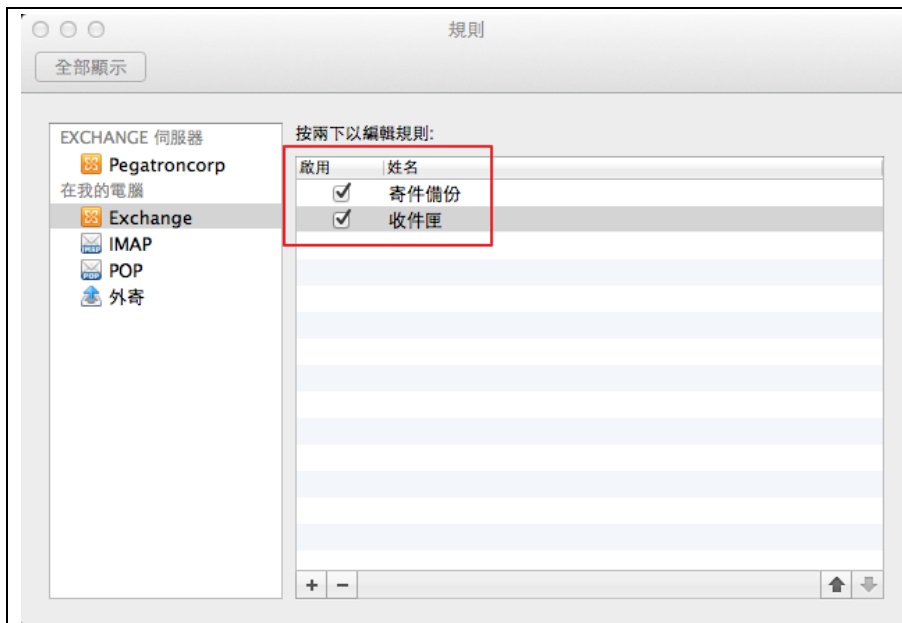 規則
全部顯示
EXCHANGE 伺服器
Pegatroncorp
在我的電腦
Exchange
IMAP
POP
外寄
按兩下以編輯規則:
啟用 姓名
寄件備份
收件匣